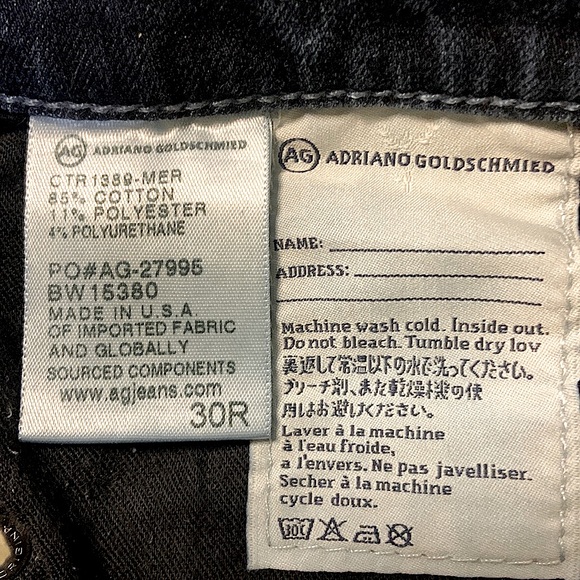 AG ADRIANO GOLDSCHMIED
CTR1389-MER
85% COTTON
11% POLYESTER
4% POLYURETHANE
PO#AG-27995
BW15380
MADE IN U.S.A.
OF IMPORTED FABRIC
AND GLOBALLY
SOURCED COMPONENTS
www.agjeans.com
30R
AG ADRIANO GOLDSCHMIED
NAME:
ADDRESS:
Machine wash cold. Inside out.
Do not bleach. Tumble dry low
裏返して常温以下の水で洗ってください。
ブリーチ剤、また乾燥機の使
用はお避けください。
Laver à la machine
à l'eau froide,
a l'envers. Ne pas javelliser.
Secher à la machine
cycle doux.
30C